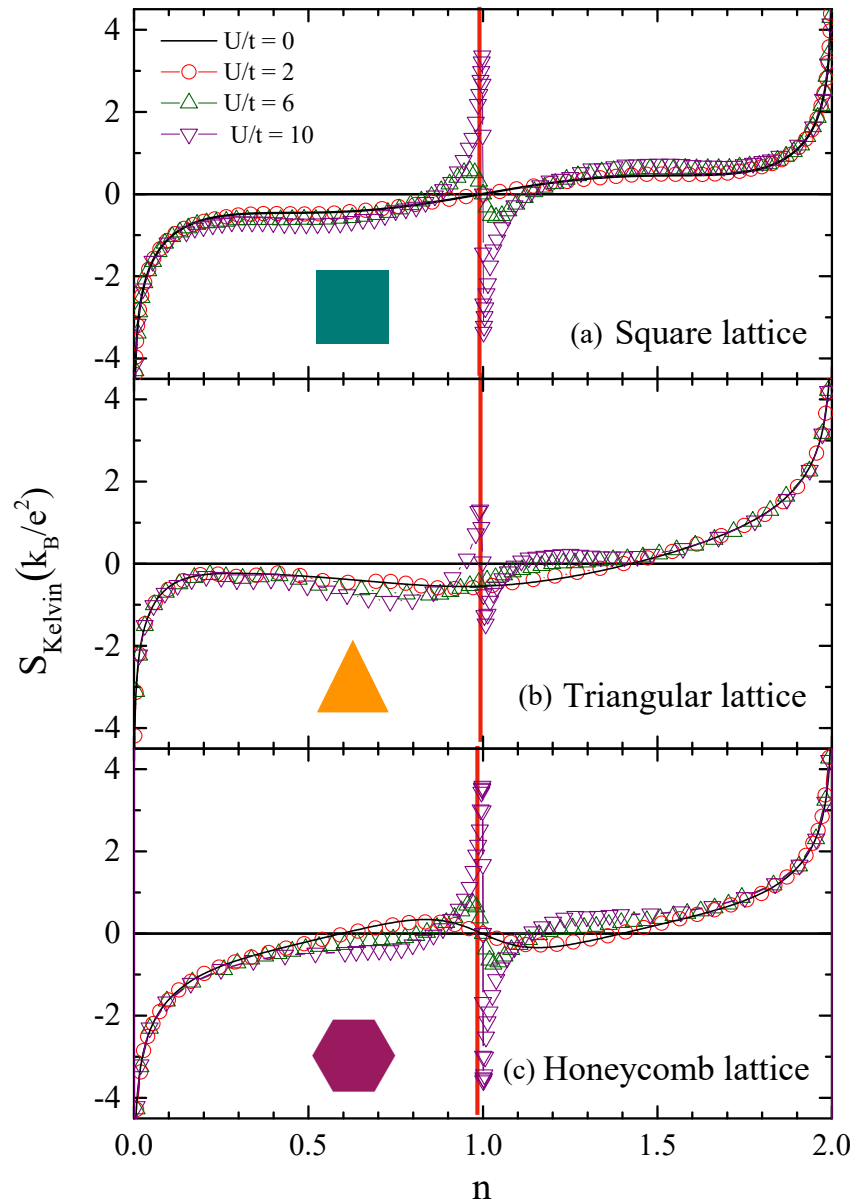 U/t = 0
U/t = 2
U/t = 6
U/t = 10
4
2
0
-2
-4
(a) Square lattice
4
2
0
-2
-4
(b) Triangular lattice
S_Kelvin(k_B/e^2)
4
2
0
-2
-4
(c) Honeycomb lattice
0.0 0.5 1.0 1.5 2.0
n